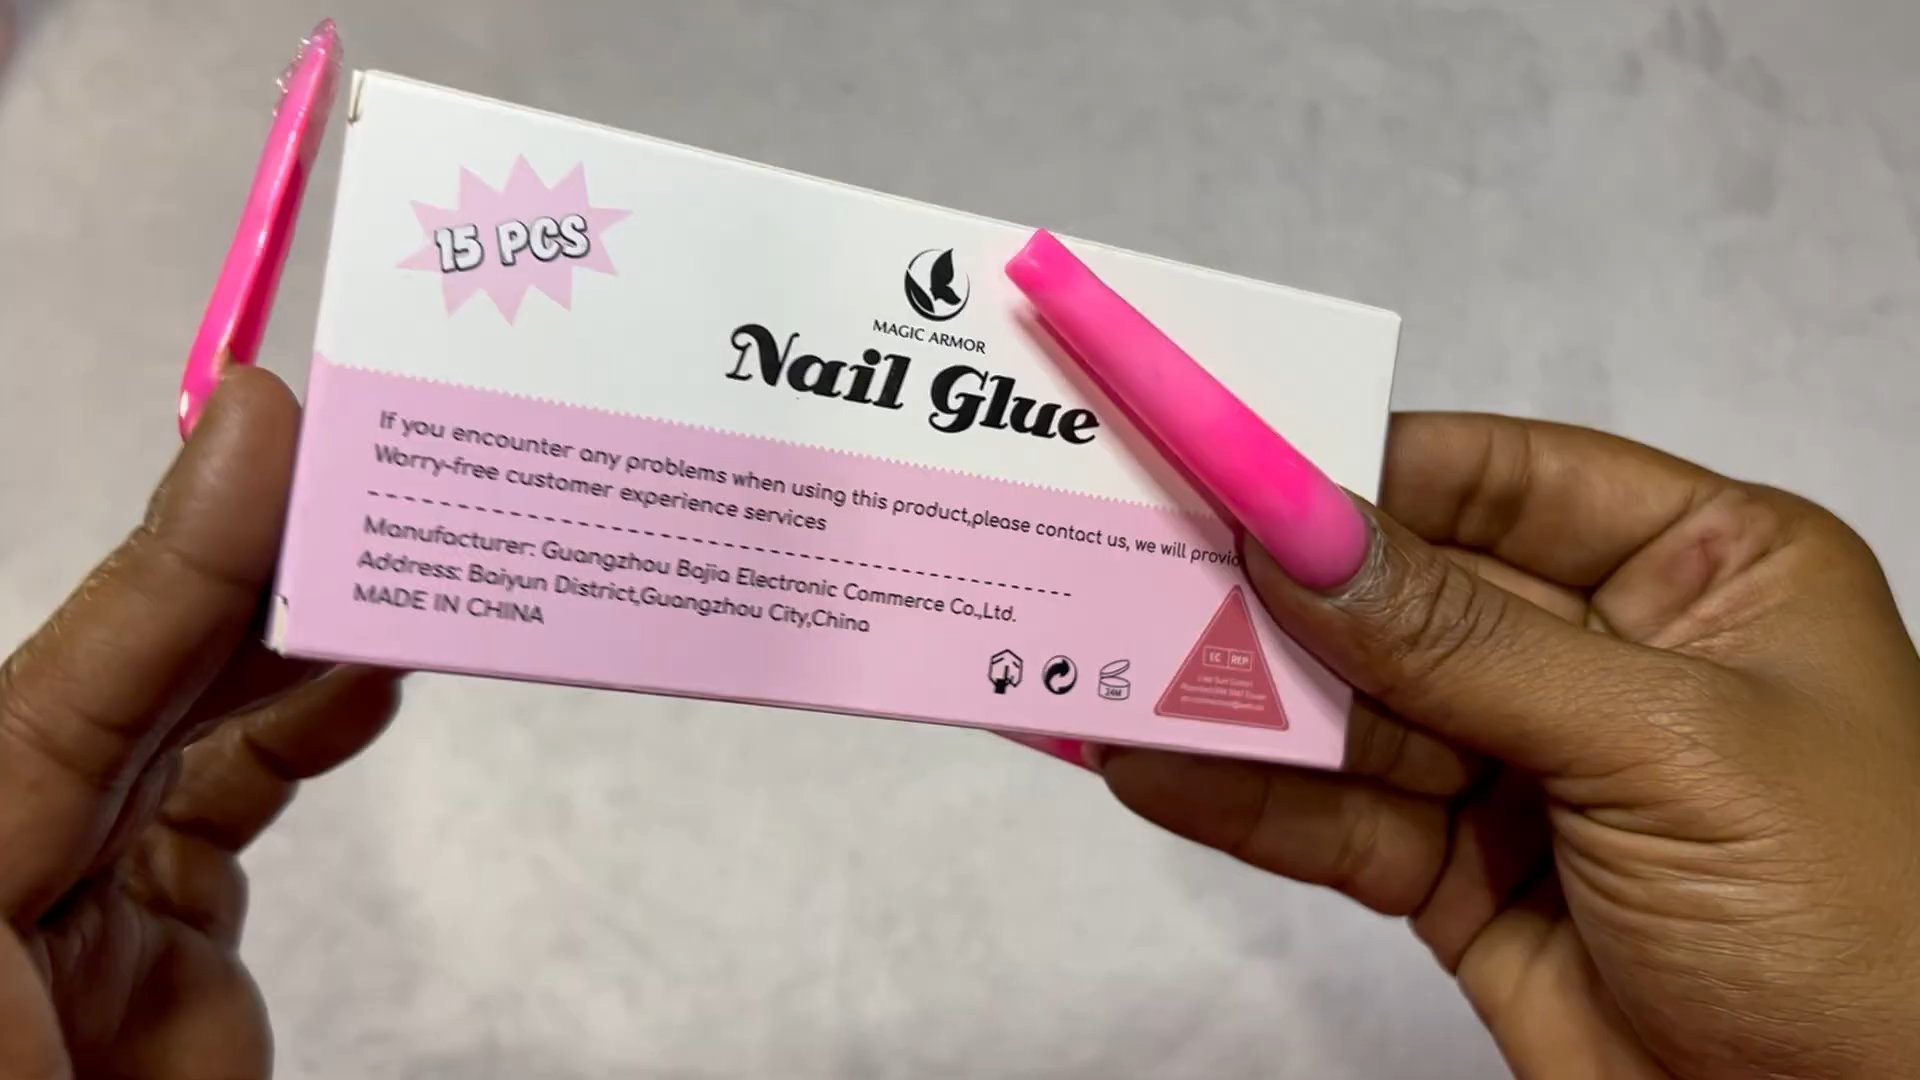 15 PCS
MAGIC ARMOR
Nail Glue
If you encounter any problems when using this product,please contact us, we will
Worry-free customer experience services
Manufacturer: Guangzhou Bajia Electronic Commerce Co.,Ltd.
Address: Baiyun District,Guangzhou City,China
MADE IN CHINA
24M
EC REP